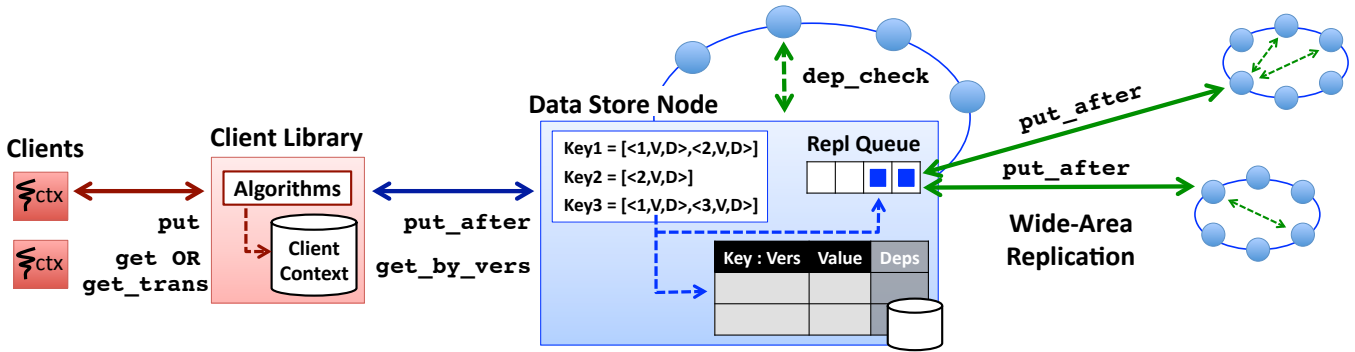 Clients
ctx
ctx
put
get OR
get_trans
Client Library
Algorithms
Client
Context
put_after
get_by_vers
Data Store Node
Key1 = [<1,V,D>,<2,V,D>]
Key2 = [<2,V,D>]
Key3 = [<1,V,D>,<3,V,D>]
Repl Queue
Key : Vers Value Deps
dep_check
put_after
put_after
Wide-Area
Replication